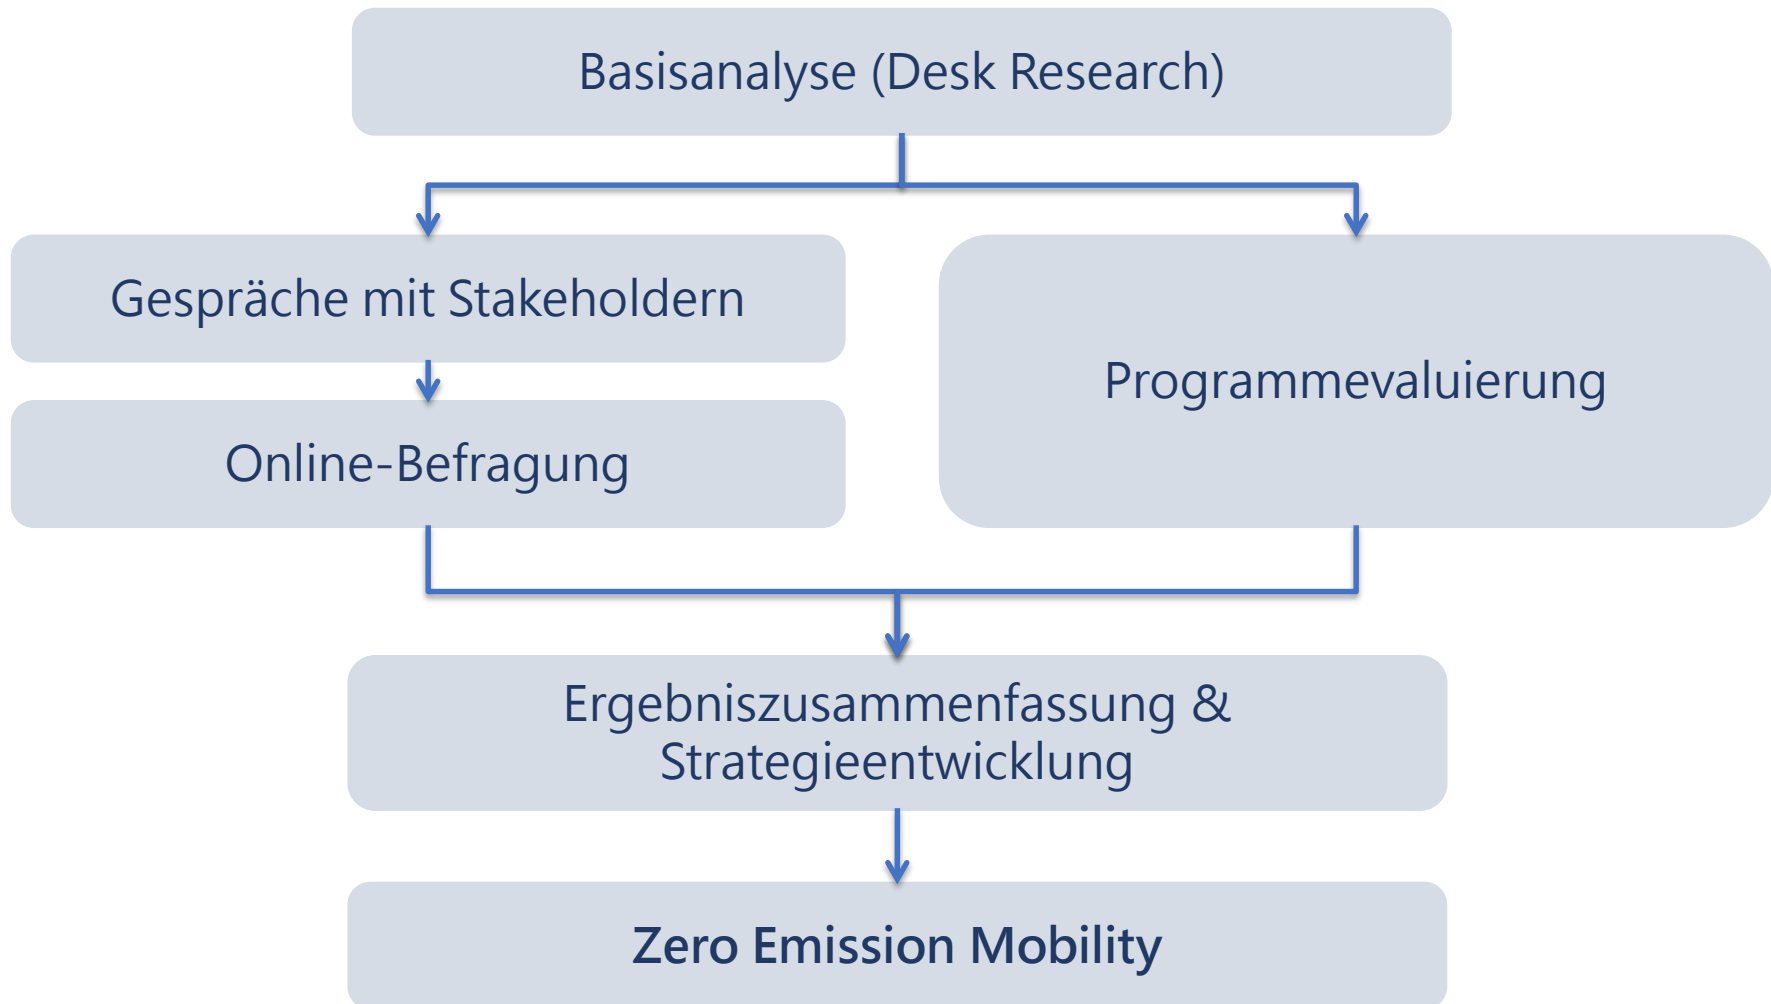 Basisanalyse (Desk Research)
Gespräche mit Stakeholdern
Online-Befragung
Programmevaluierung
Ergebniszusammenfassung &
Strategieentwicklung
Zero Emission Mobility